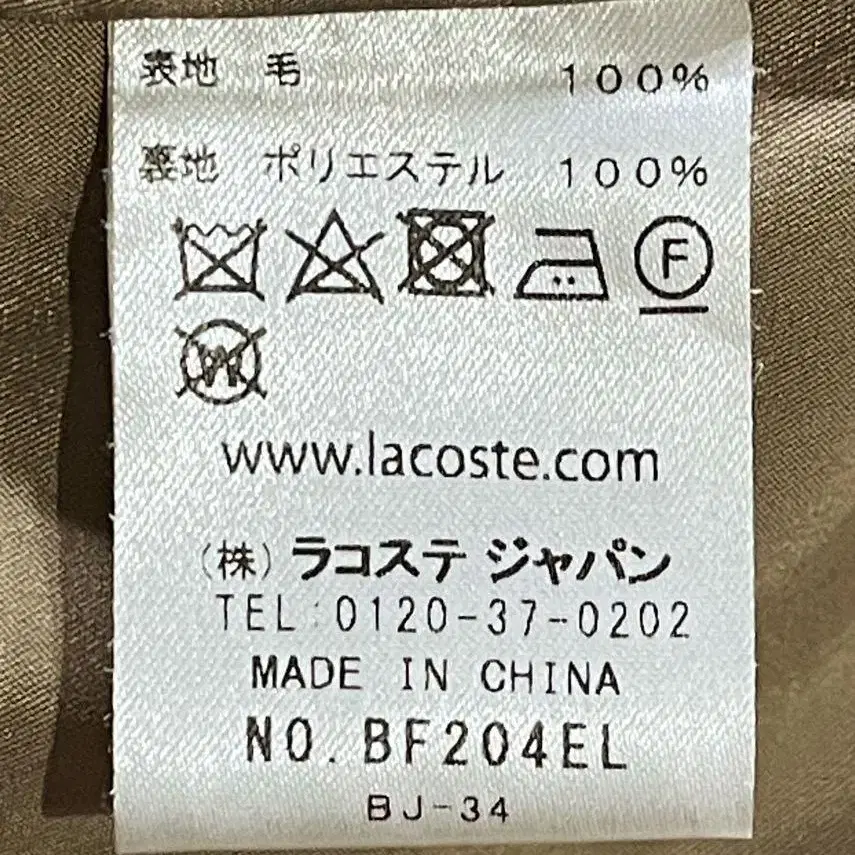 表地 毛 100%
裏地 ポリエステル 100%
F
W
www.lacoste.com
(株) ラコステ ジャパン
TEL:0120-37-0202
MADE IN CHINA
NO. BF204EL
BJ-34